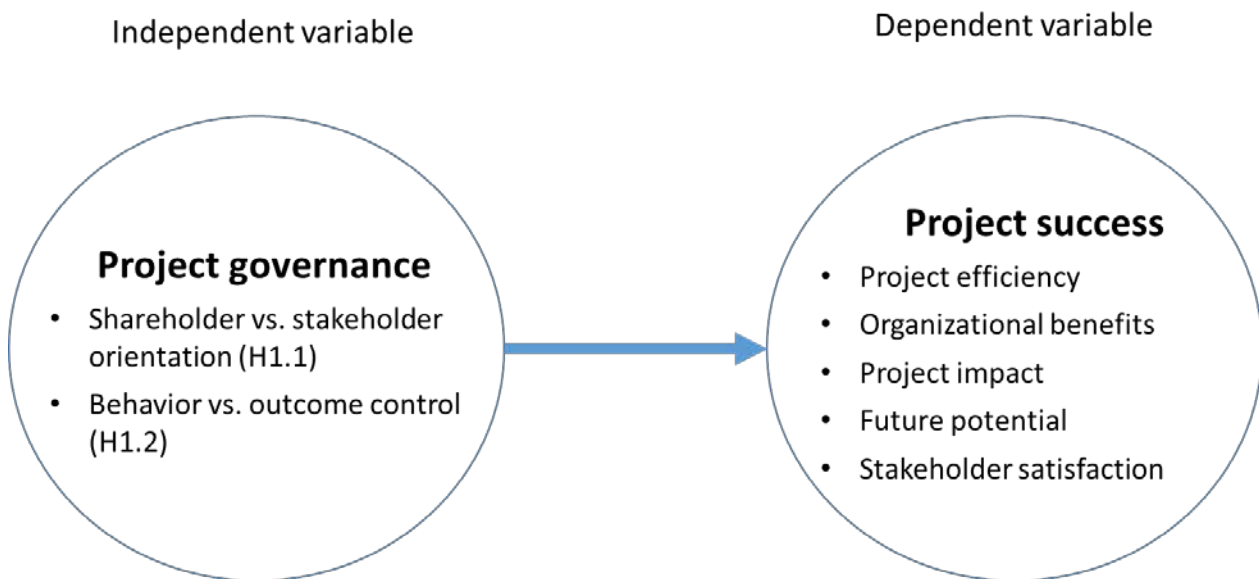 Independent variable
Dependent variable
Project governance
• Shareholder vs. stakeholder
orientation (H1.1)
• Behavior vs. outcome control
(H1.2)
Project success
• Project efficiency
• Organizational benefits
• Project impact
• Future potential
• Stakeholder satisfaction